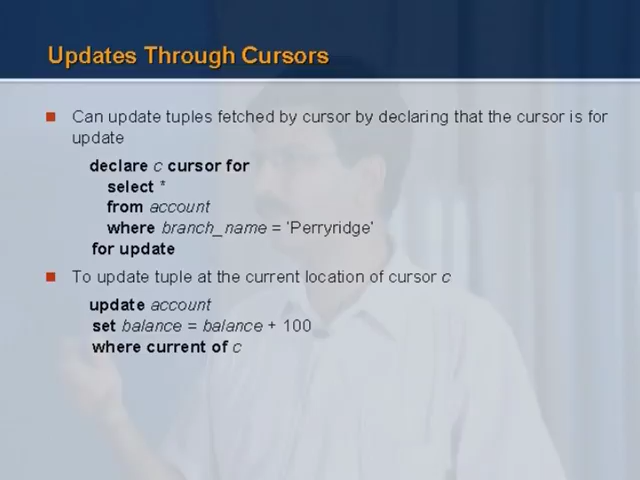 Updates Through Cursors
Can update tuples fetched by cursor by declaring that the cursor is for
update
declare c cursor for
select *
from account
where branch_name = 'Perryridge'
for update
To update tuple at the current location of cursor c
update account
set balance = balance + 100
where current of c